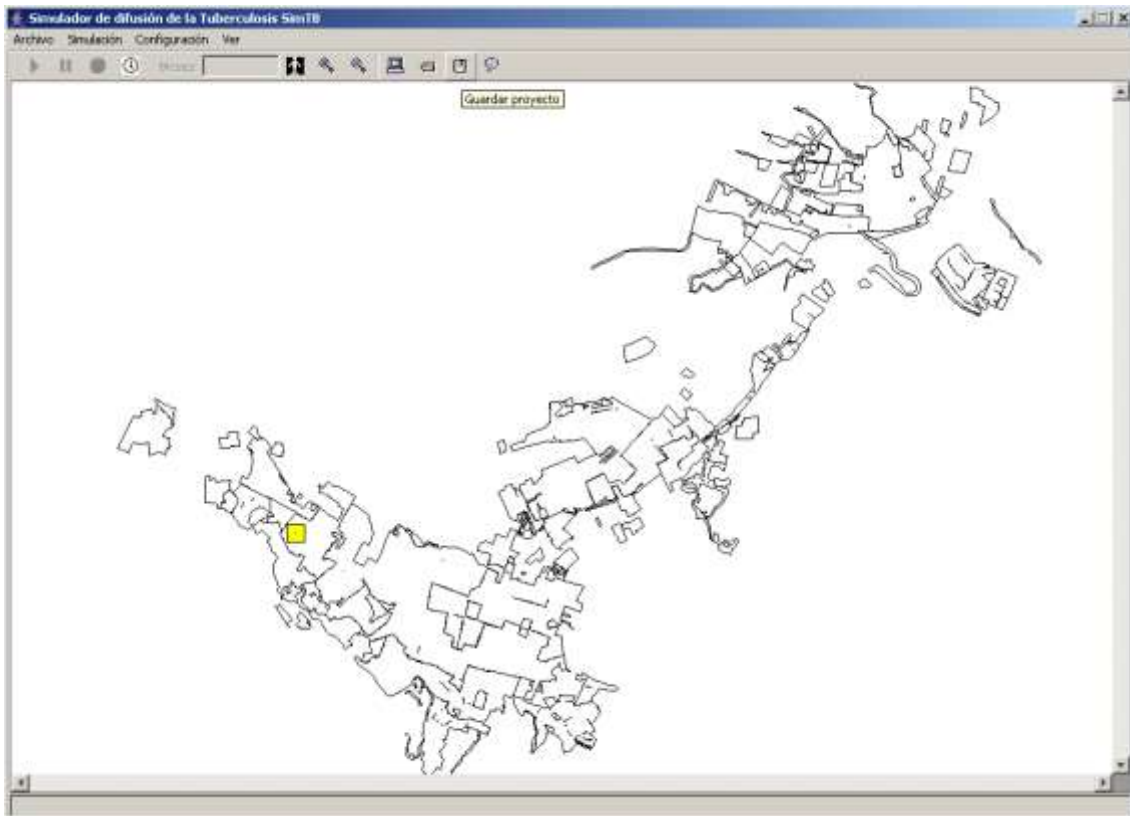 Simulador de difusión de la Tuberculosis SimTB
Archivo Simulación Configuración Ver
Guardar proyecto